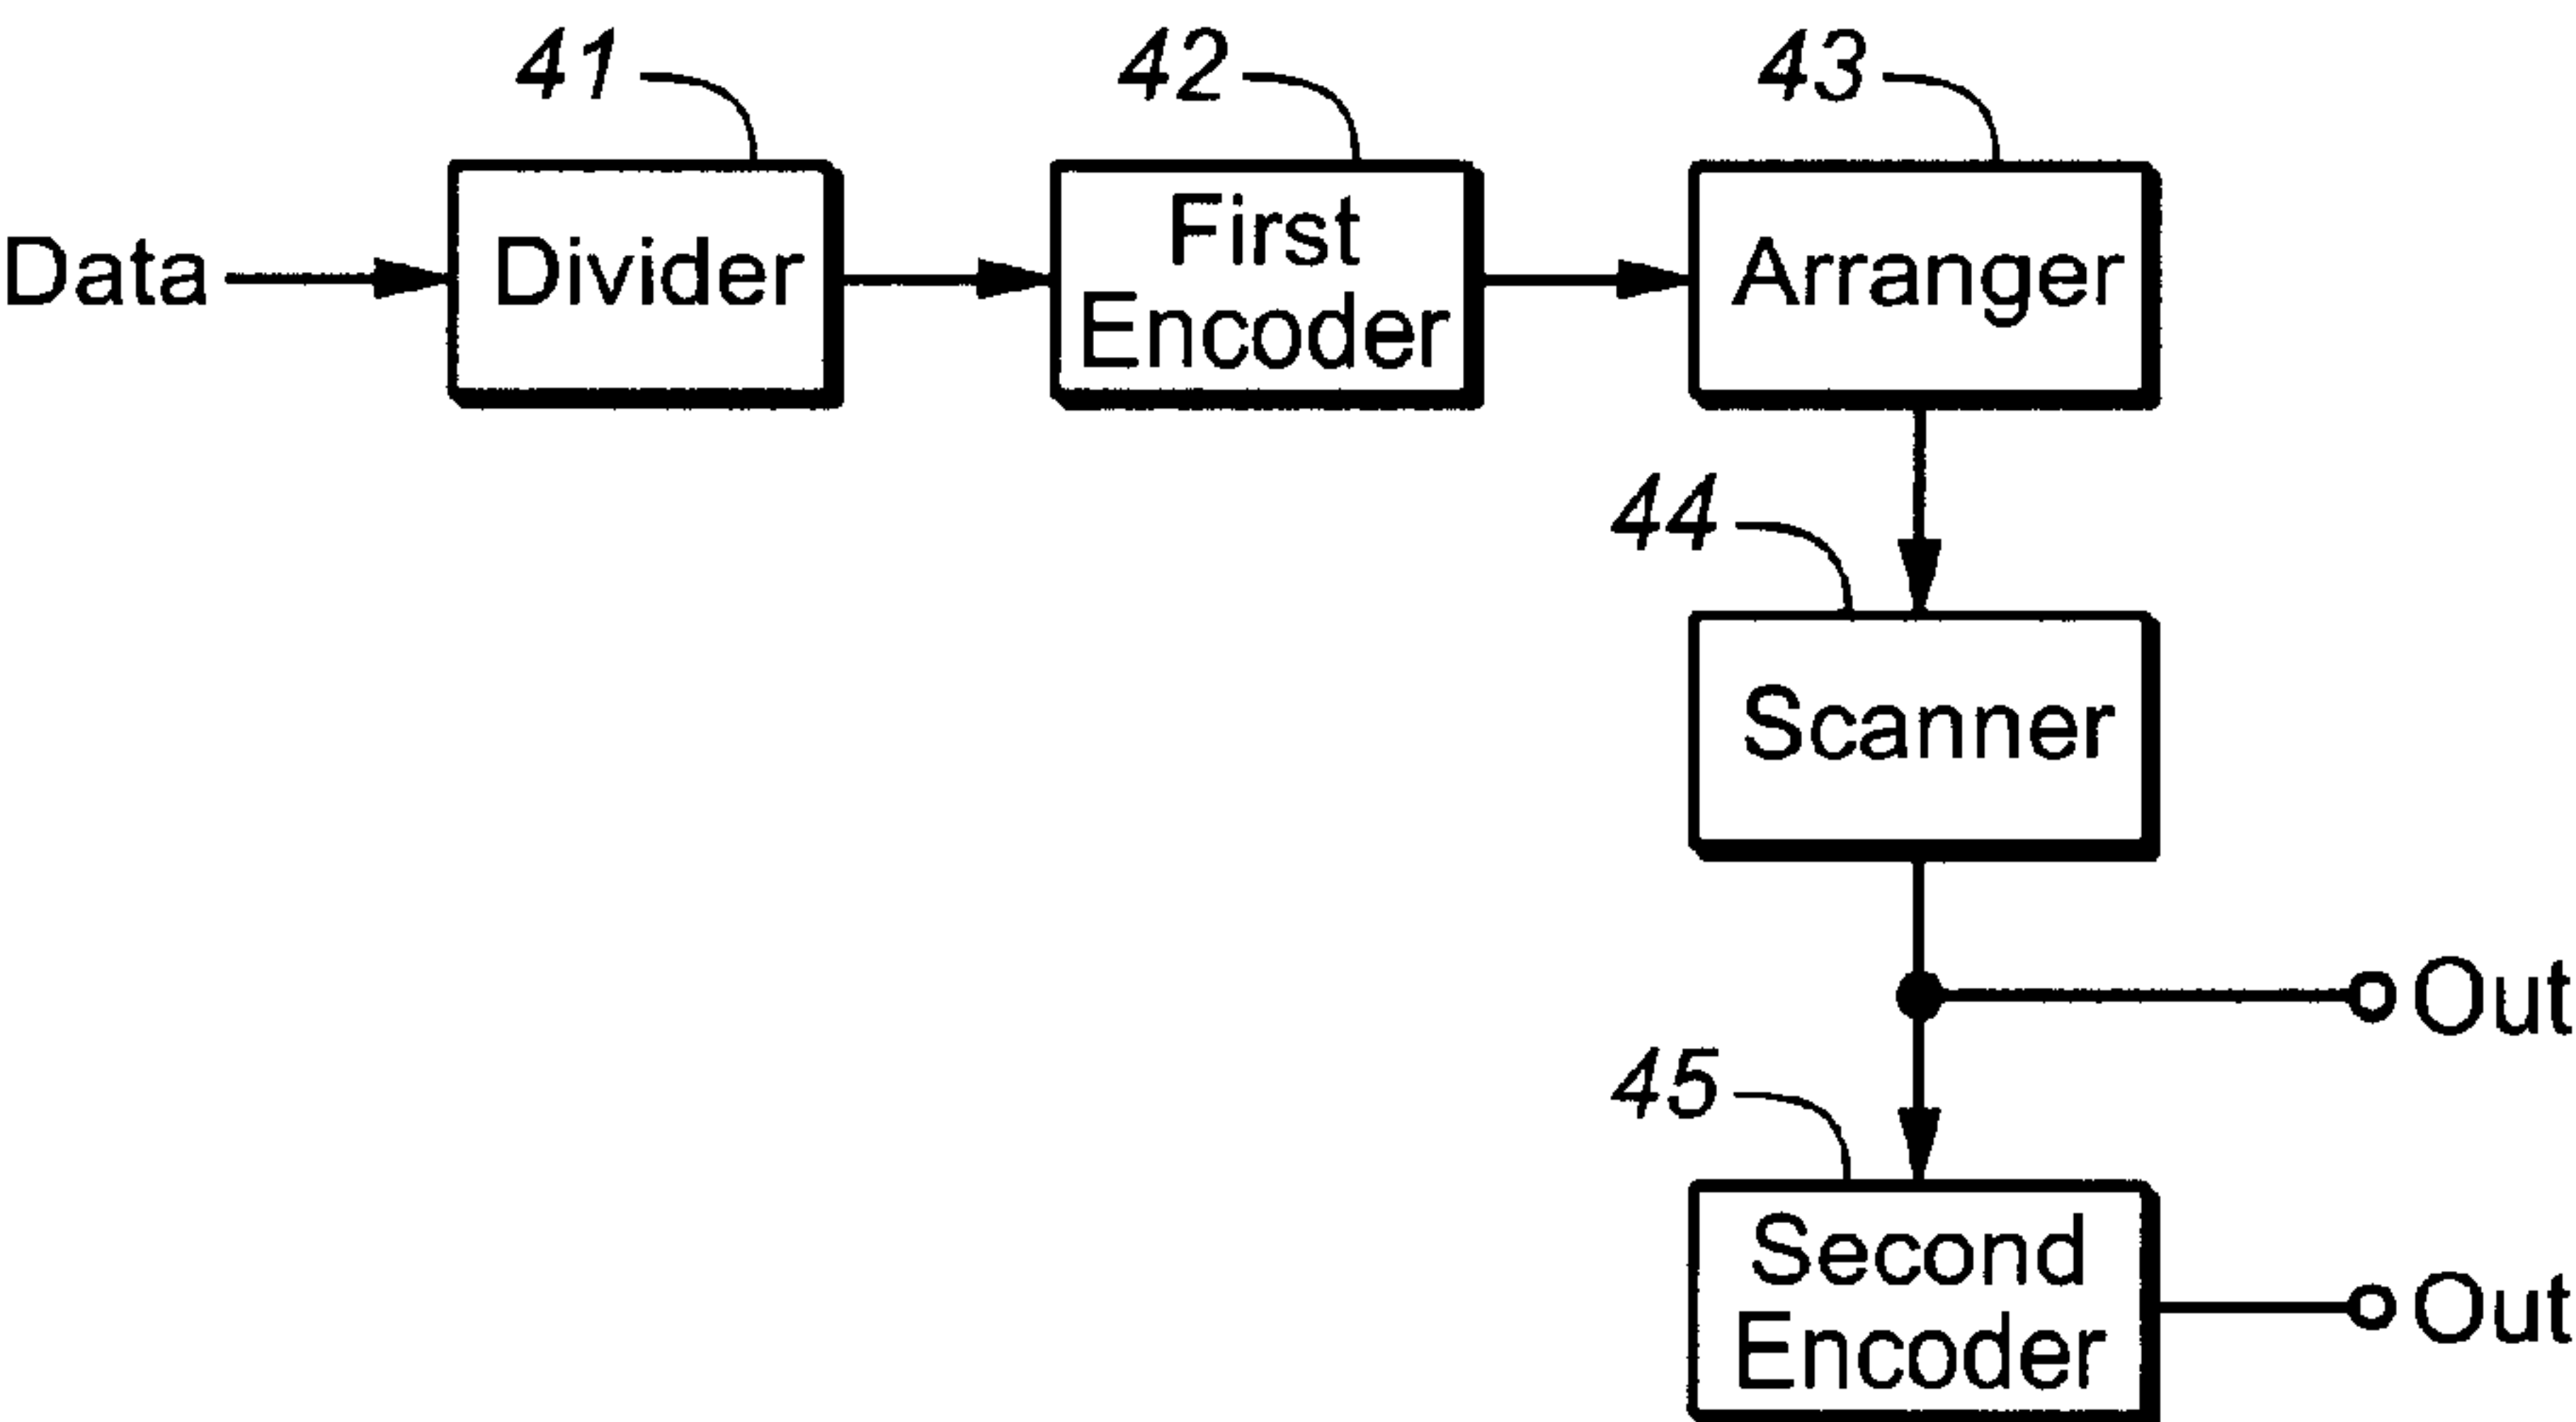 41
42
43
Data
Divider
First
Encoder
Arranger
44
Scanner
Out
45
Second
Encoder
Out